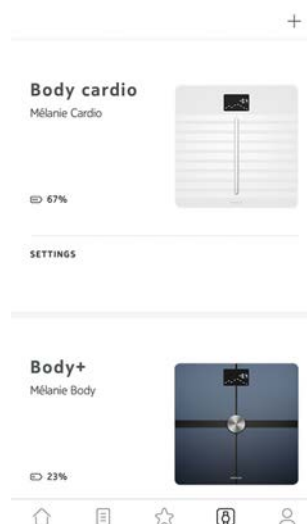 Body cardio
Mélanie Cardio
67%
SETTINGS
Body+
Mélanie Body
23%